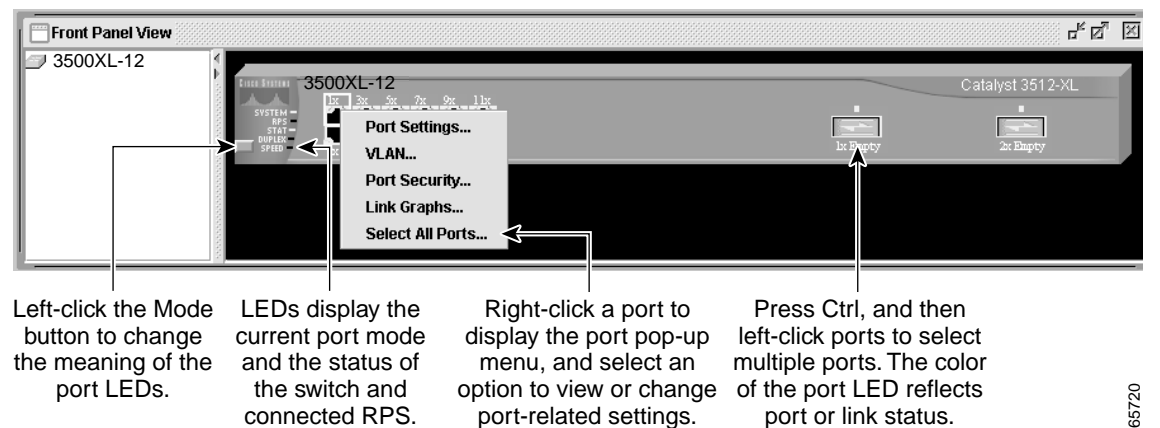 Front Panel View
3500XL-12
CISCO SYSTEMS
3500XL-12
Catalyst 3512-XL
1x 3x 5x 7x 9x 11x
SYSTEM
RPS
STAT
DUPLEX
SPEED
Port Settings...
VLAN...
Port Security...
Link Graphs...
Select All Ports...
1x Empty
2x Empty
Left-click the Mode
button to change
the meaning of the
port LEDs.
LEDs display the
current port mode
and the status of
the switch and
connected RPS.
Right-click a port to
display the port pop-up
menu, and select an
option to view or change
port-related settings.
Press Ctrl, and then
left-click ports to select
multiple ports. The color
of the port LED reflects
port or link status.
65720